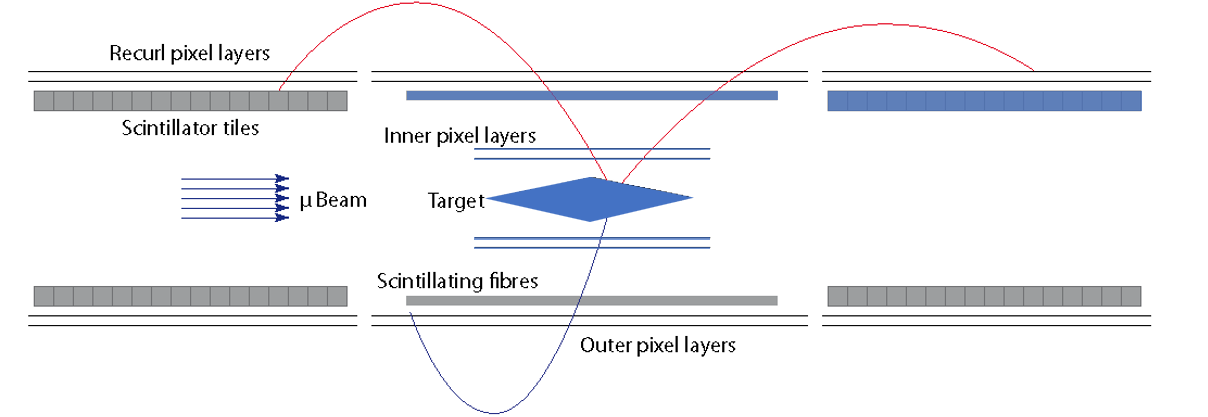 Recurl pixel layers
Scintillator tiles
Inner pixel layers
μ Beam
Target
Scintillating fibres
Outer pixel layers